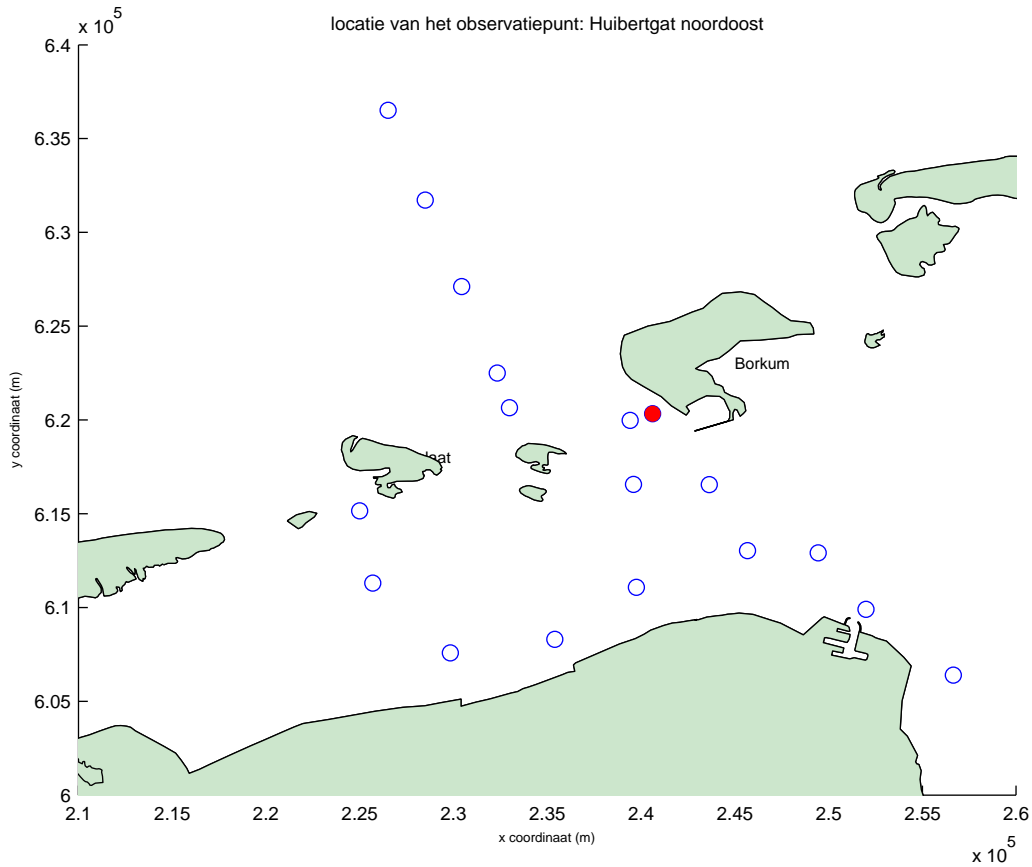 x 10 5
locatie van het observatiepunt: Huibertgat noordoost
6.4
6.35
6.3
6.25
6.2
6.15
6.1
6.05
6
y coordinaat (m)
Borkum
laat
2.1 2.15 2.2 2.25 2.3 2.35 2.4 2.45 2.5 2.55 2.6
x coordinaat (m)
x 10 5